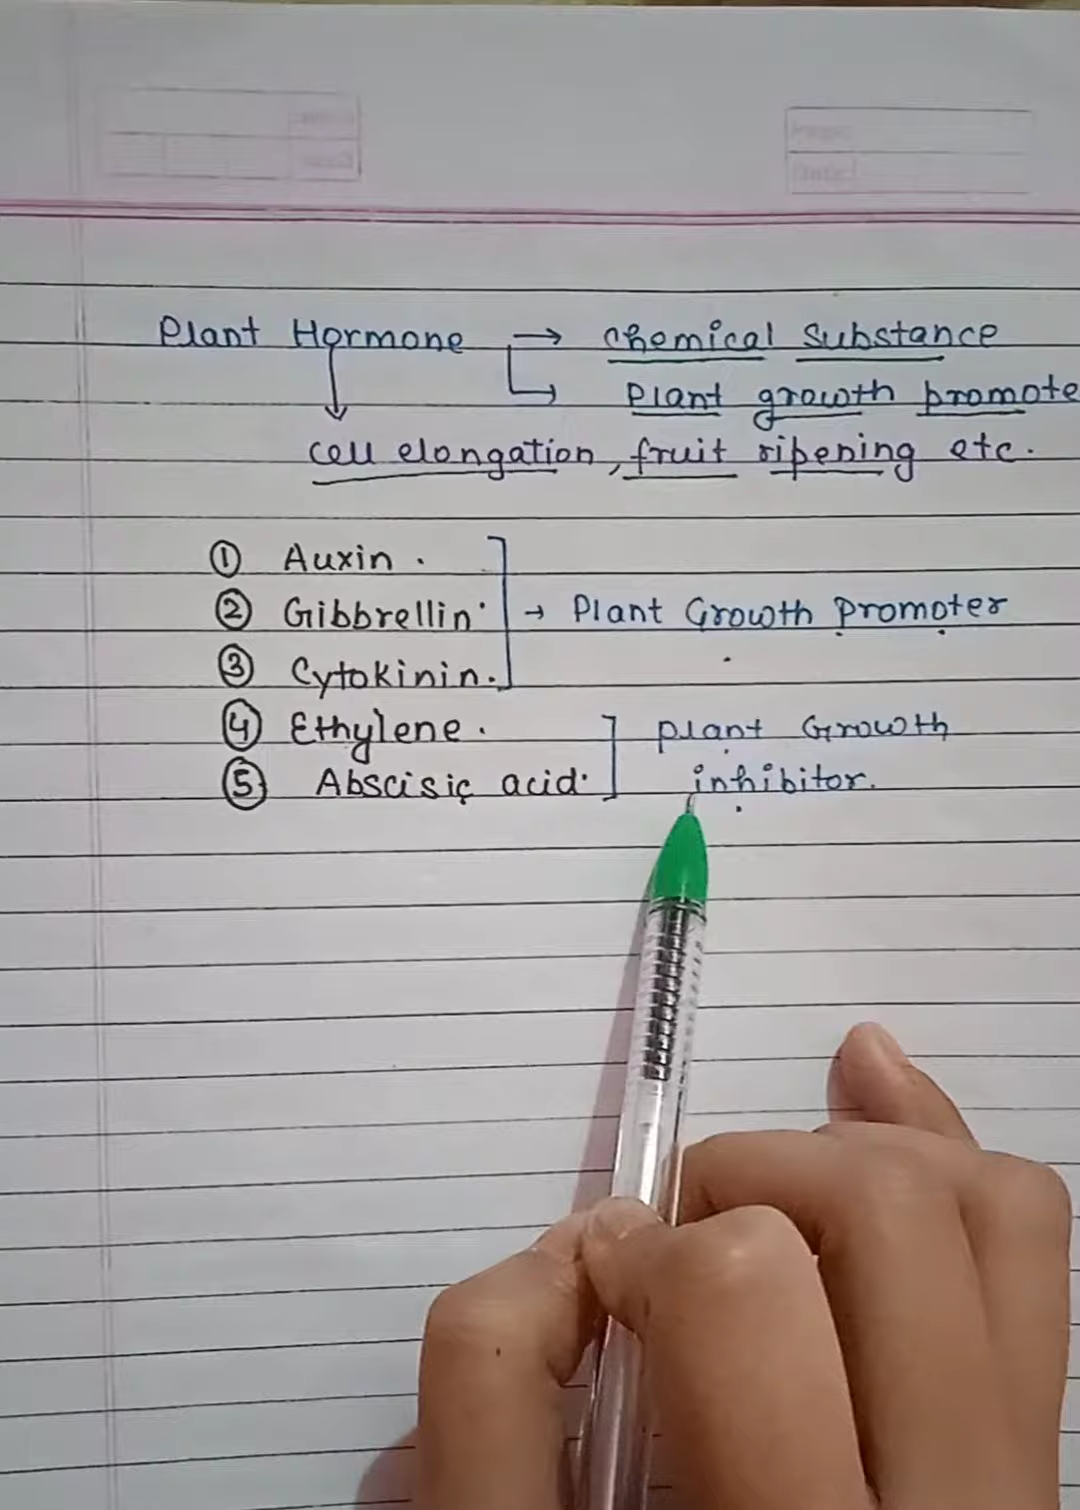 Plant Hormone → Chemical Substance
Plant growth promote
↓
cell elongation, fruit ripening etc.
① Auxin.
② Gibbrellin → Plant Growth Promoter
③ Cytokinin.
④ Ethylene. Plant Growth
⑤ Abscisic acid. inhibitor.